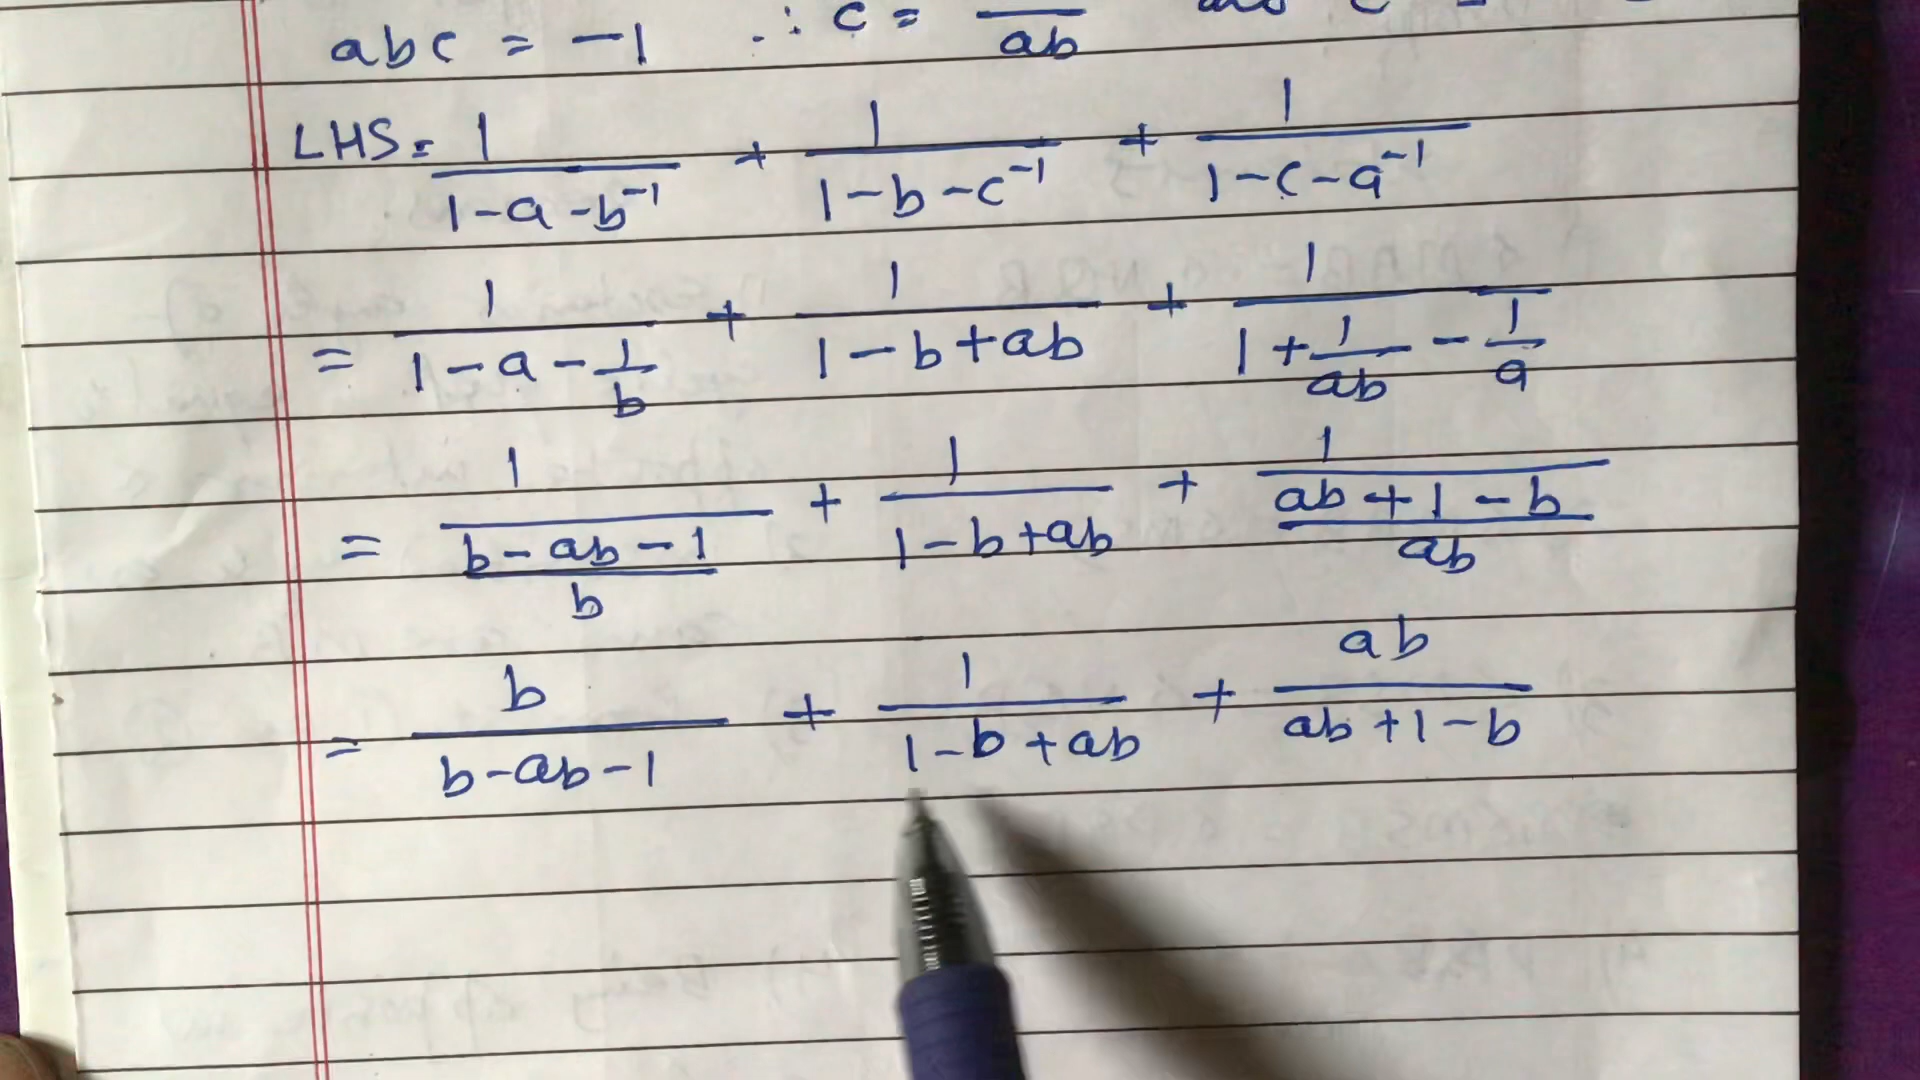 abc = -1 ∴ c = —/ab
LHS = 1/(1-a-b⁻¹) + 1/(1-b-c⁻¹) + 1/(1-c-a⁻¹)
= 1/(1-a-1/b) + 1/(1-b+ab) + 1/(1+1/ab-1/a)
= 1/((b-ab-1)/b) + 1/(1-b+ab) + 1/((ab+1-b)/ab)
= b/(b-ab-1) + 1/(1-b+ab) + ab/(ab+1-b)